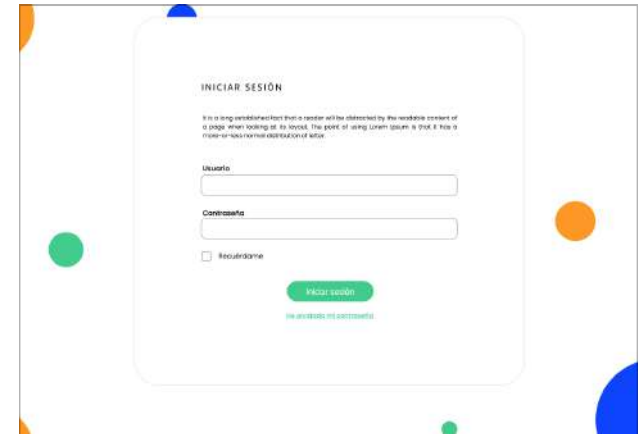 INICIAR SESIÓN
It is a long established fact that a reader will be distracted by the readable content of
a page when looking at its layout. The point of using Lorem Ipsum is that it has a
more-or-less normal distribution of letter.
Usuario
Contraseña
Recuérdame
Iniciar sesión
He olvidado mi contraseña